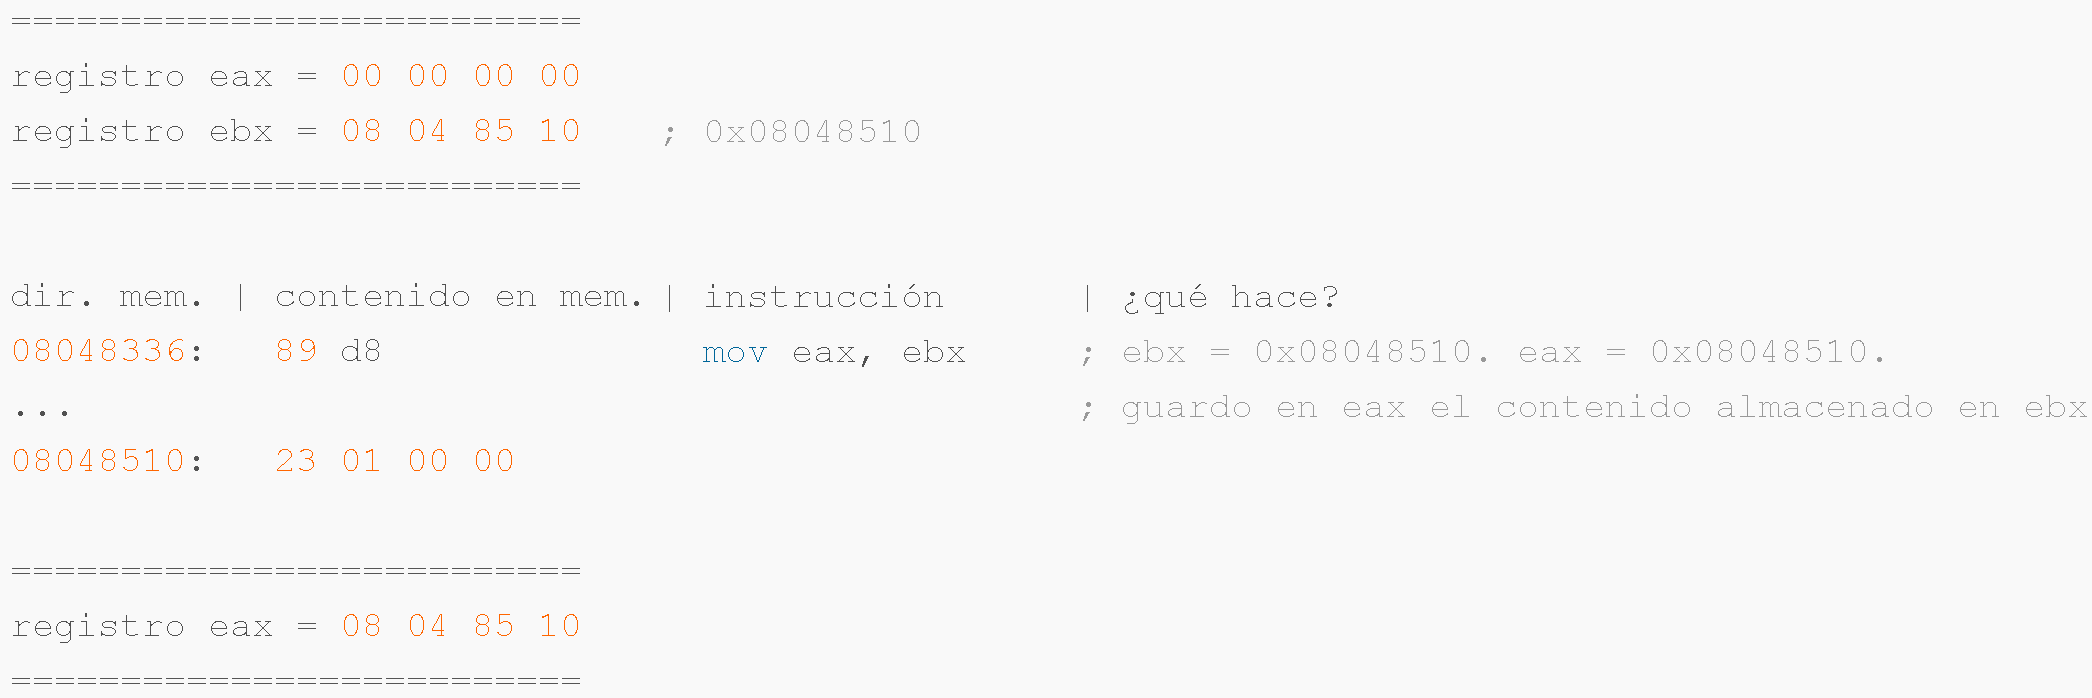 ==========================
registro eax = 00 00 00 00
registro ebx = 08 04 85 10 ; 0x08048510
==========================
dir. mem. | contenido en mem. | instrucción | ¿qué hace?
08048336: 89 d8 mov eax, ebx ; ebx = 0x08048510. eax = 0x08048510.
... ; guardo en eax el contenido almacenado en ebx
08048510: 23 01 00 00
==========================
registro eax = 08 04 85 10
==========================